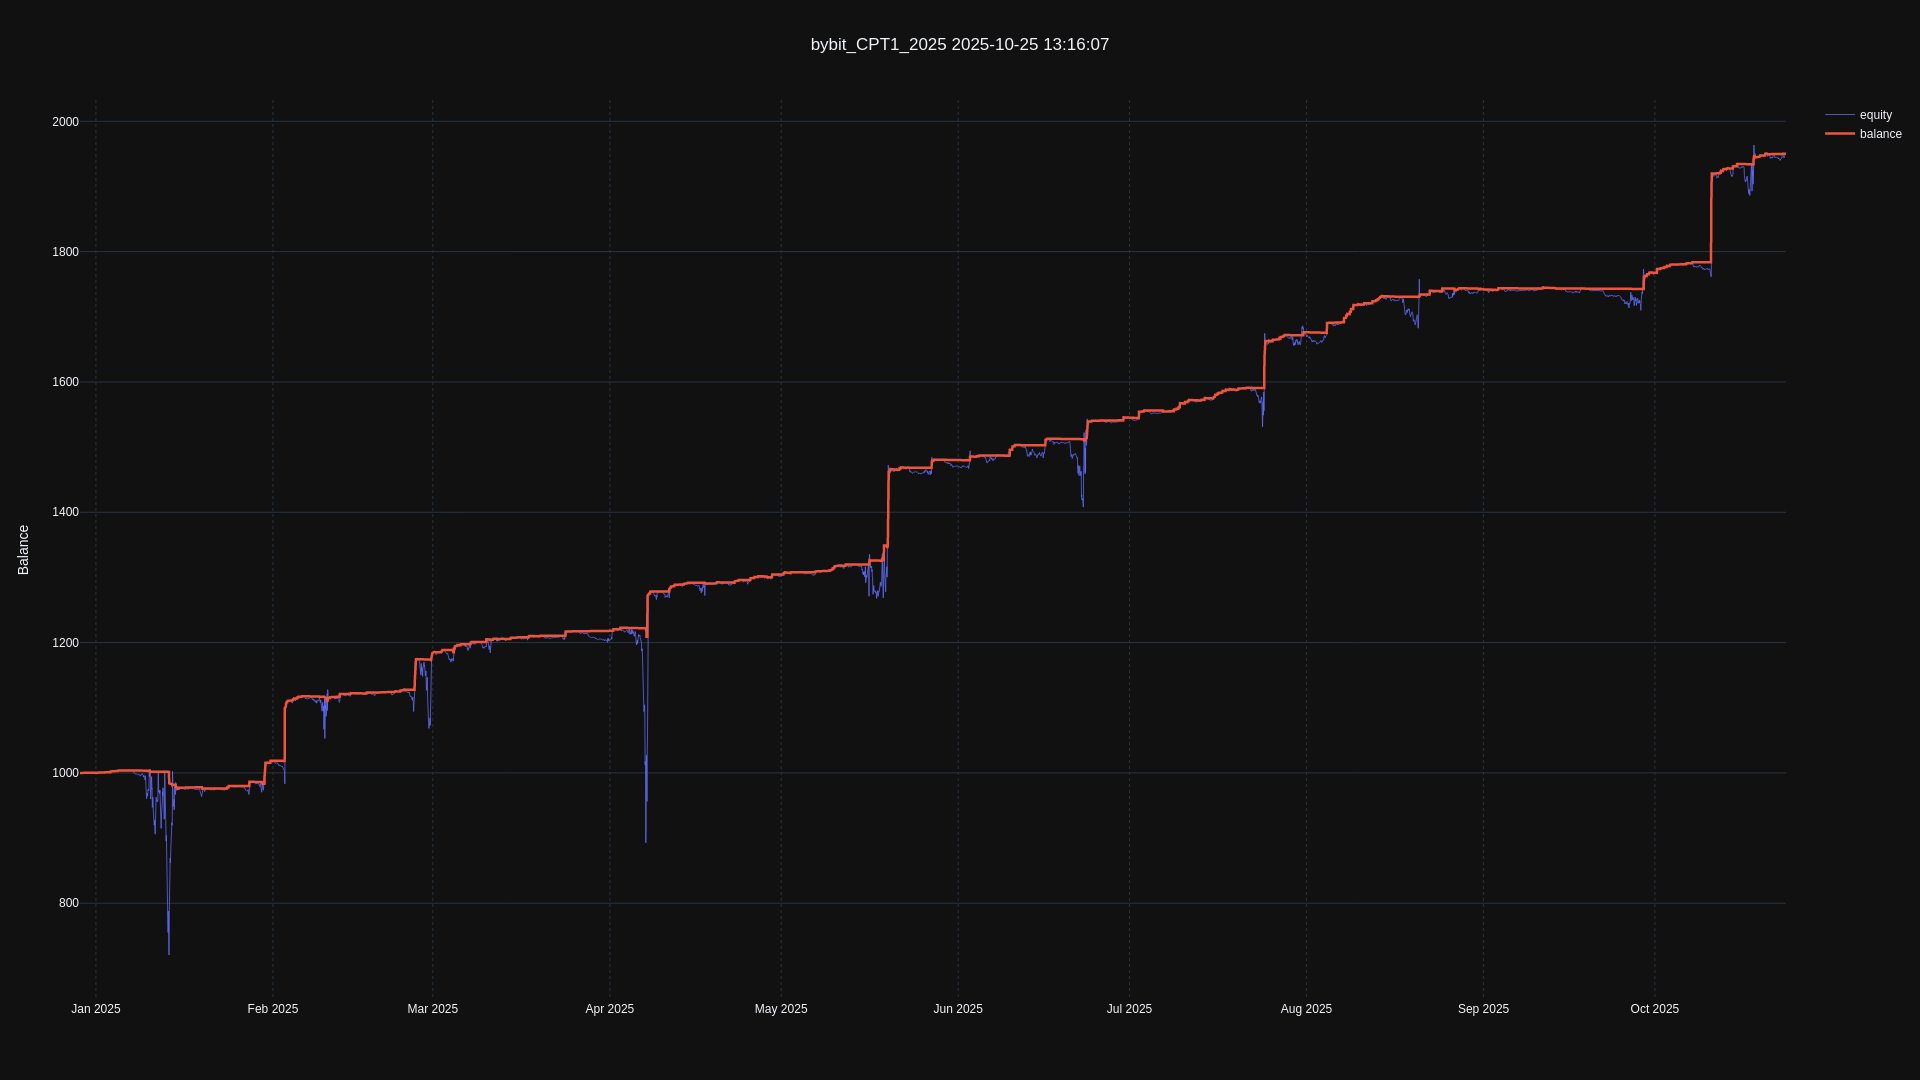 bybit_CPT1_2025 2025-10-25 13:16:07
equity
balance
2000
1800
1600
1400
1200
1000
800
Balance
Jan 2025
Feb 2025
Mar 2025
Apr 2025
May 2025
Jun 2025
Jul 2025
Aug 2025
Sep 2025
Oct 2025